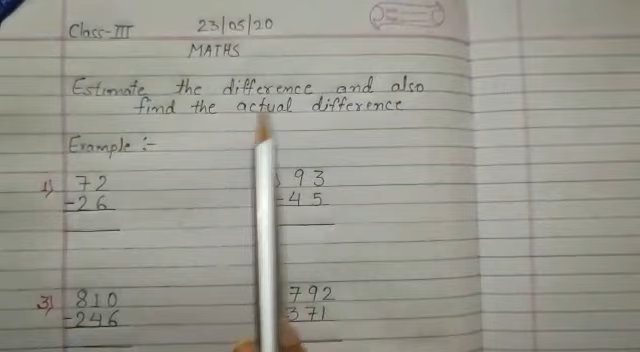 Class-III 23/05/20
MATHS
Estimate the difference and also
find the actual difference
Example :-
1) 72
-26
) 93
-45
3) 810
-246
792
371